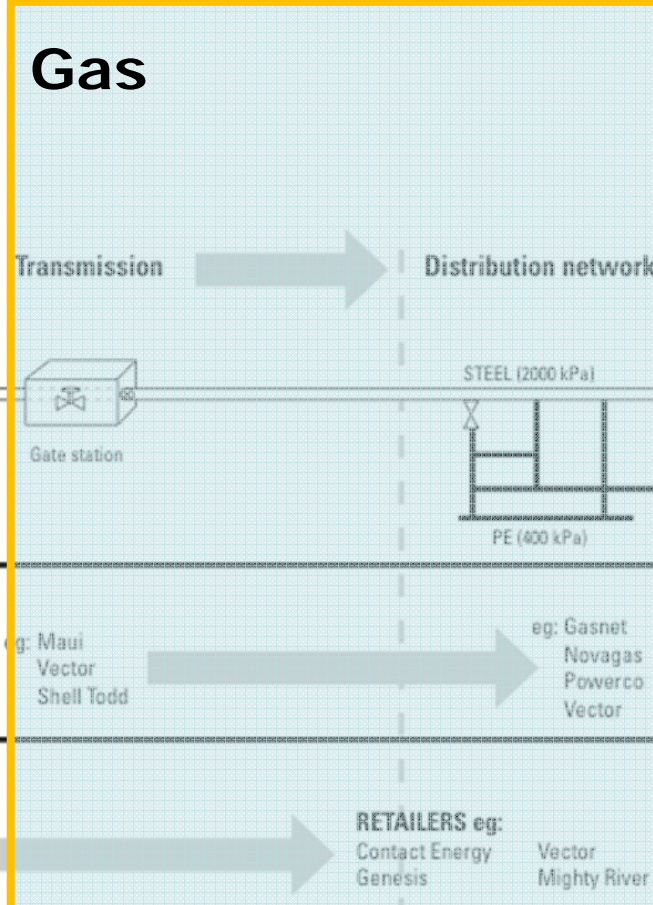 Gas
Transmission
Distribution network
STEEL (2000 kPa)
Gate station
PE (400 kPa)
eg: Maui
Vector
Shell Todd
eg: Gasnet
Novagas
Powerco
Vector
RETAILERS eg:
Contact Energy Vector
Genesis Mighty River